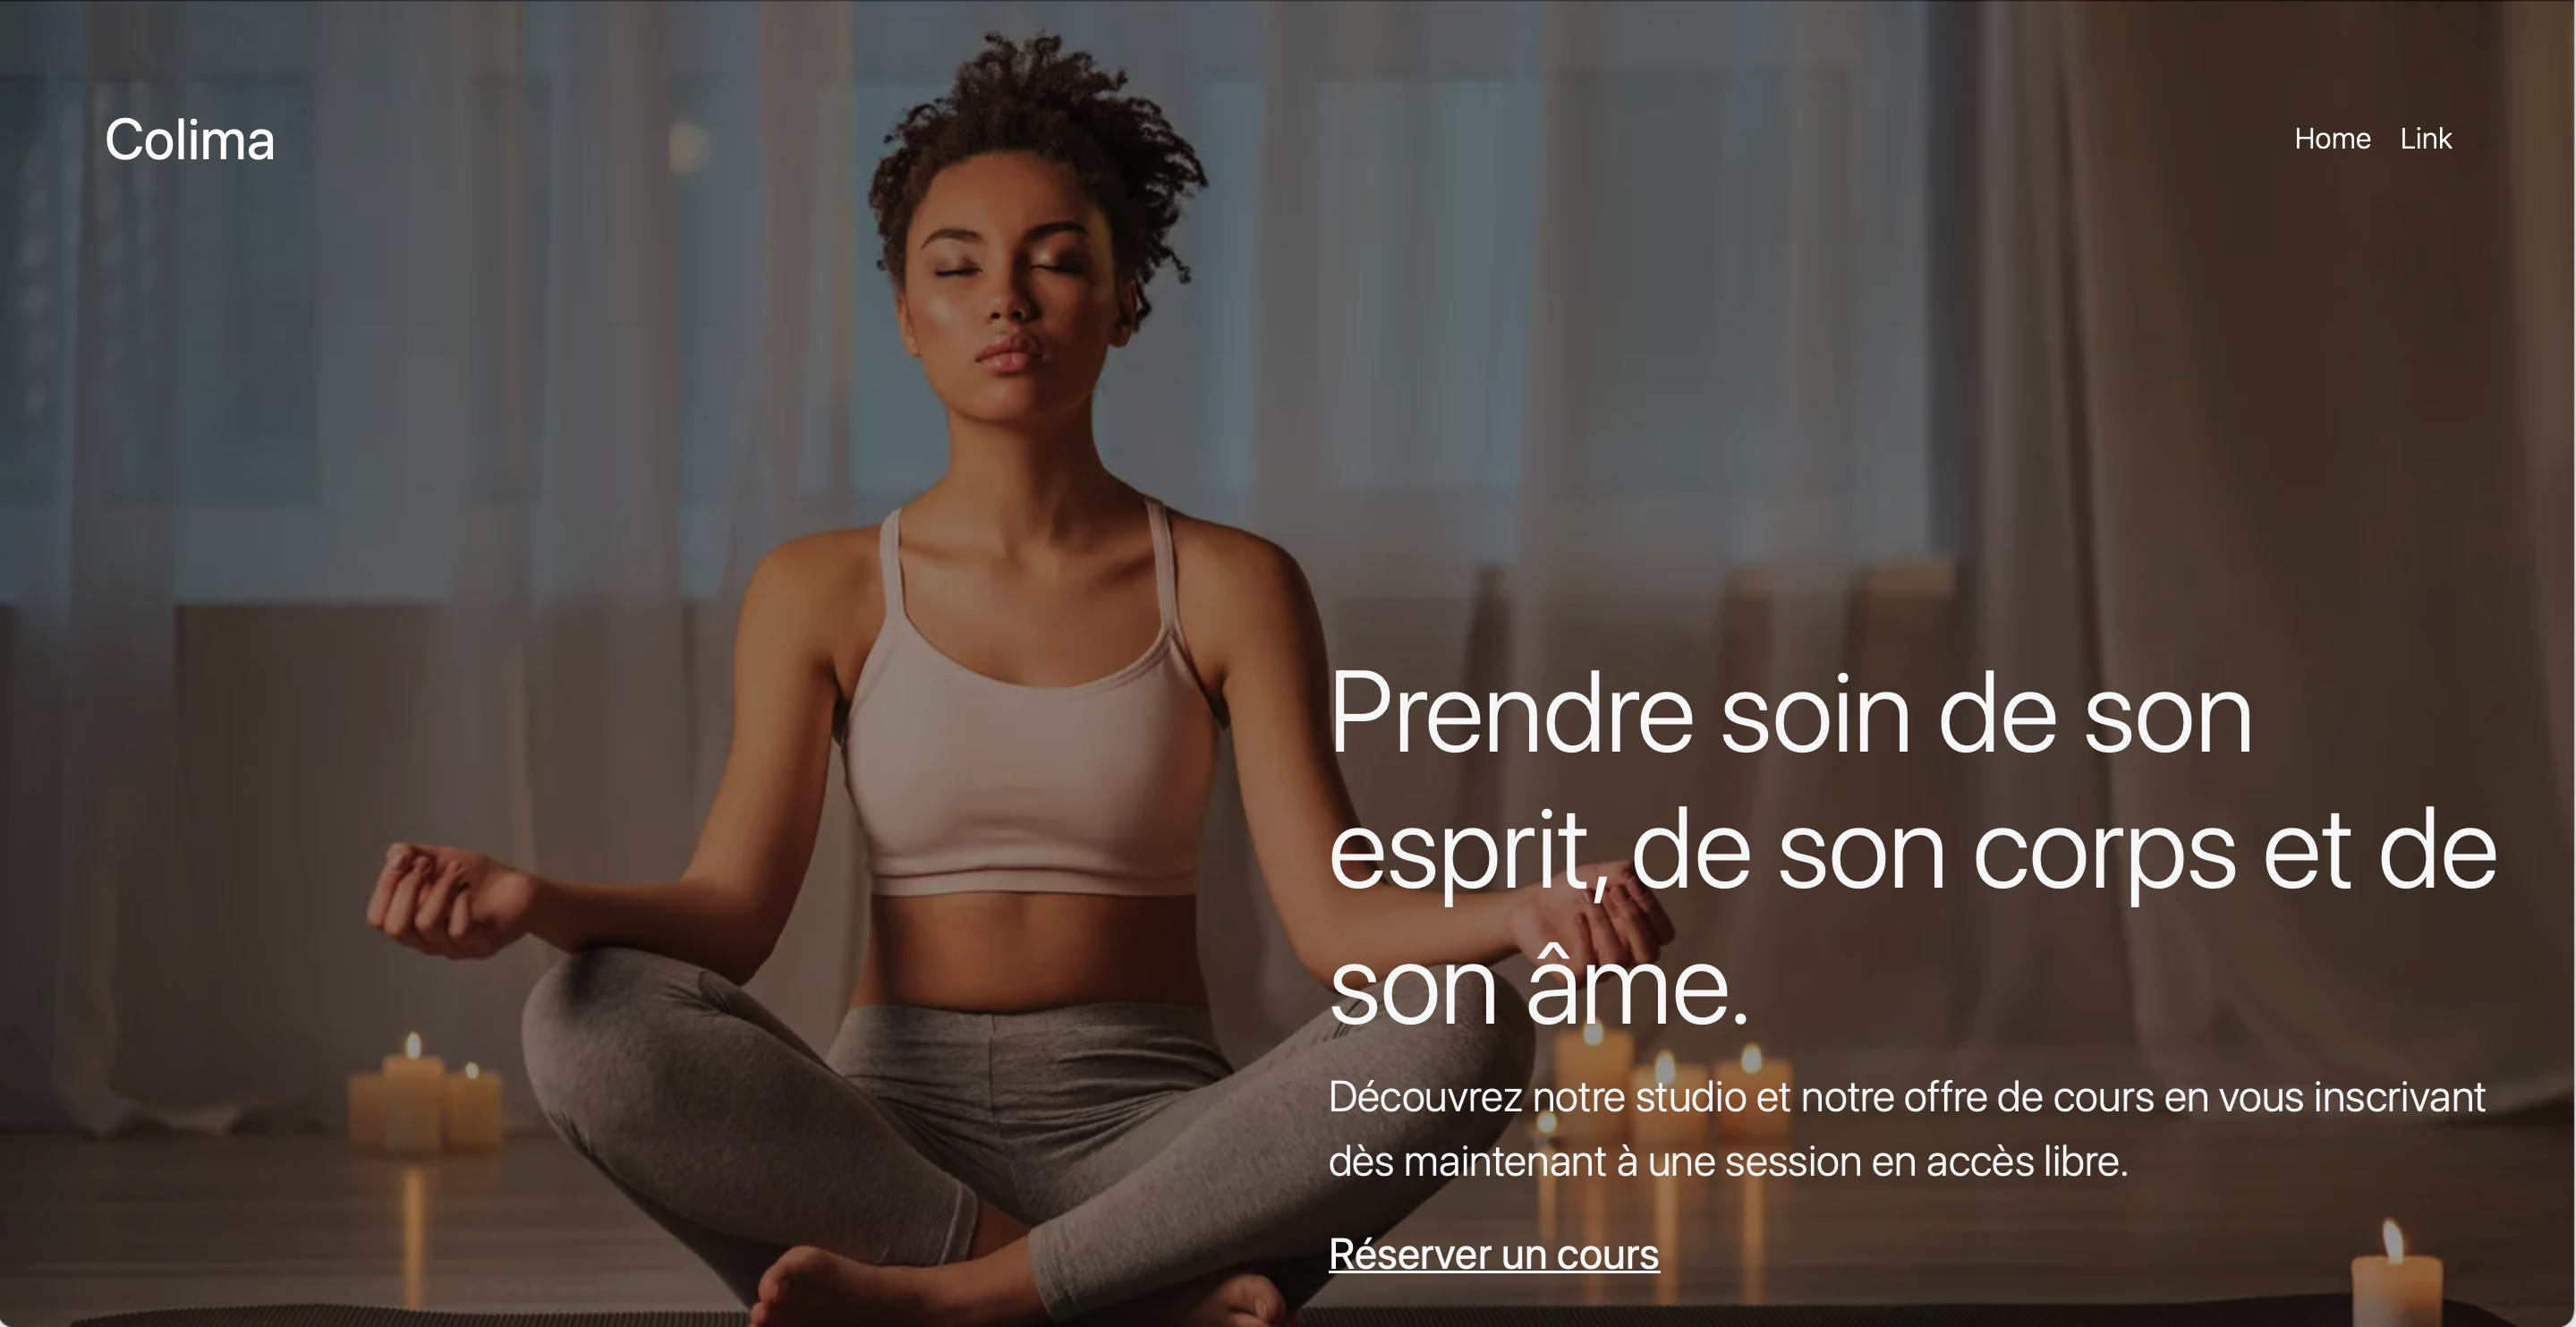 Colima
Home Link
Prendre soin de son
esprit, de son corps et de
son âme.
Découvrez notre studio et notre offre de cours en vous inscrivant
dès maintenant à une session en accès libre.
Réserver un cours